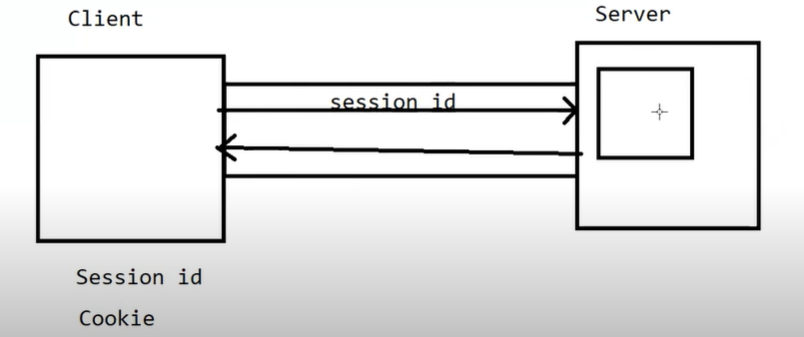 Client
Server
session id
Session id
Cookie